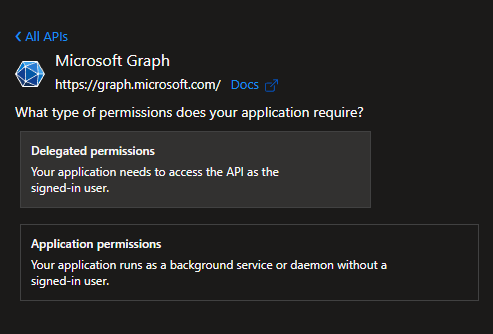 All APIs
Microsoft Graph
https://graph.microsoft.com/ Docs
What type of permissions does your application require?
Delegated permissions
Your application needs to access the API as the
signed-in user.
Application permissions
Your application runs as a background service or daemon without a
signed-in user.